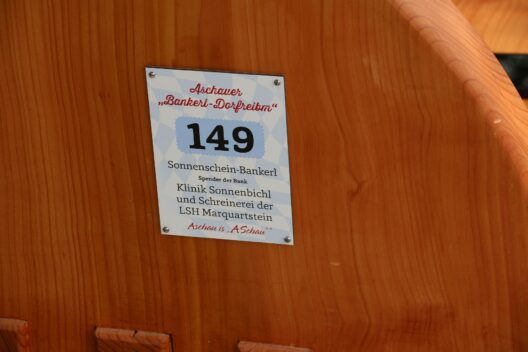 Aschauer
„Bankerl-Dorfreibm“
149
Sonnenschein-Bankerl
Spender der Bank
Klinik Sonnenbichl
und Schreinerei der
LSH Marquartstein
Aschau is „ASchau“